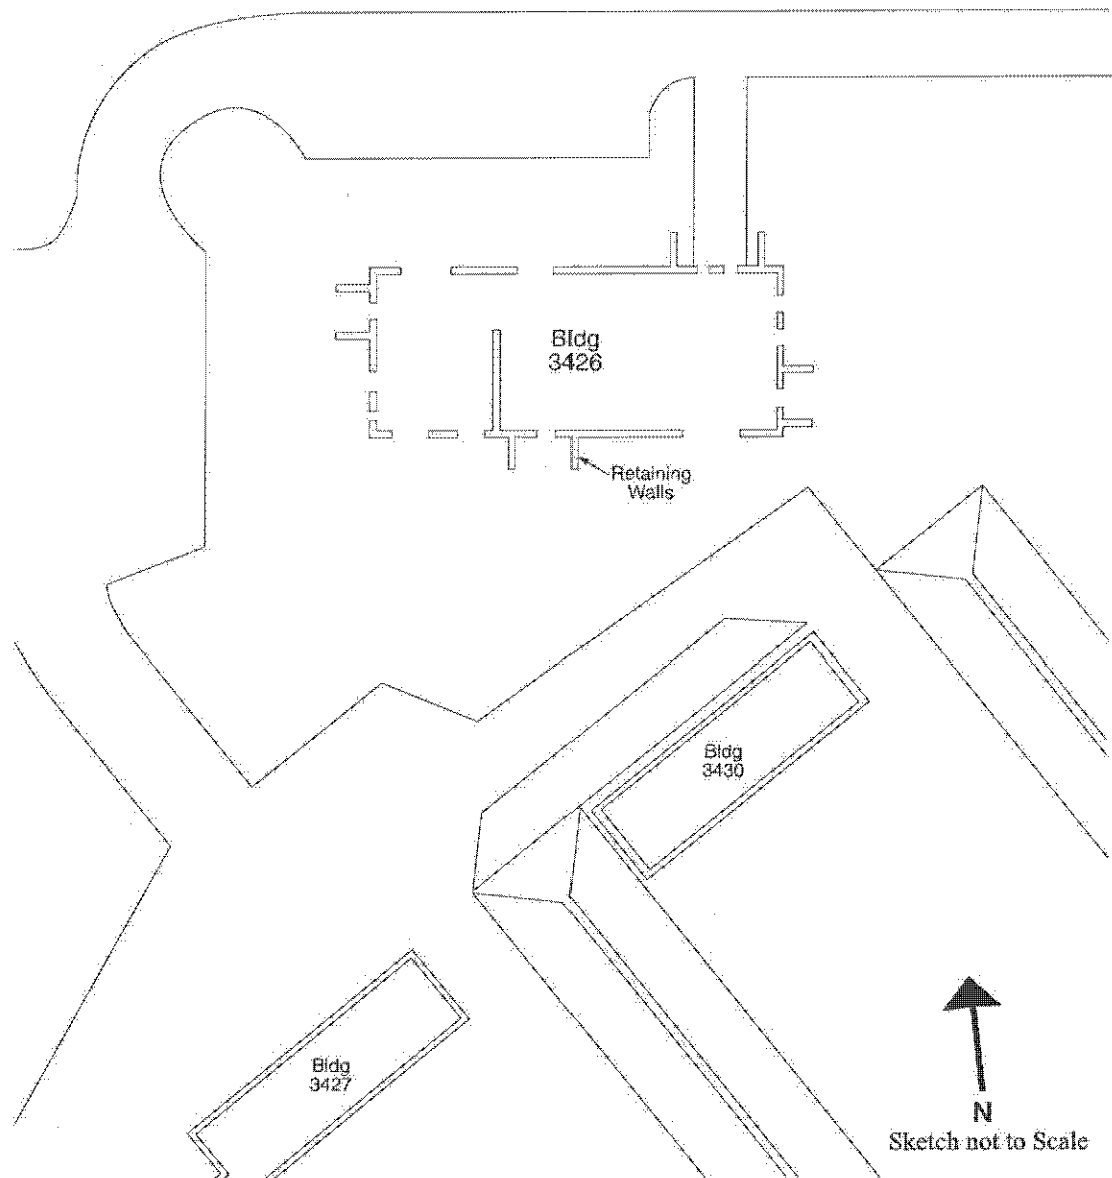 Bldg
3426
Retaining
Walls
Bldg
3430
Bldg
3427
N
Sketch not to Scale